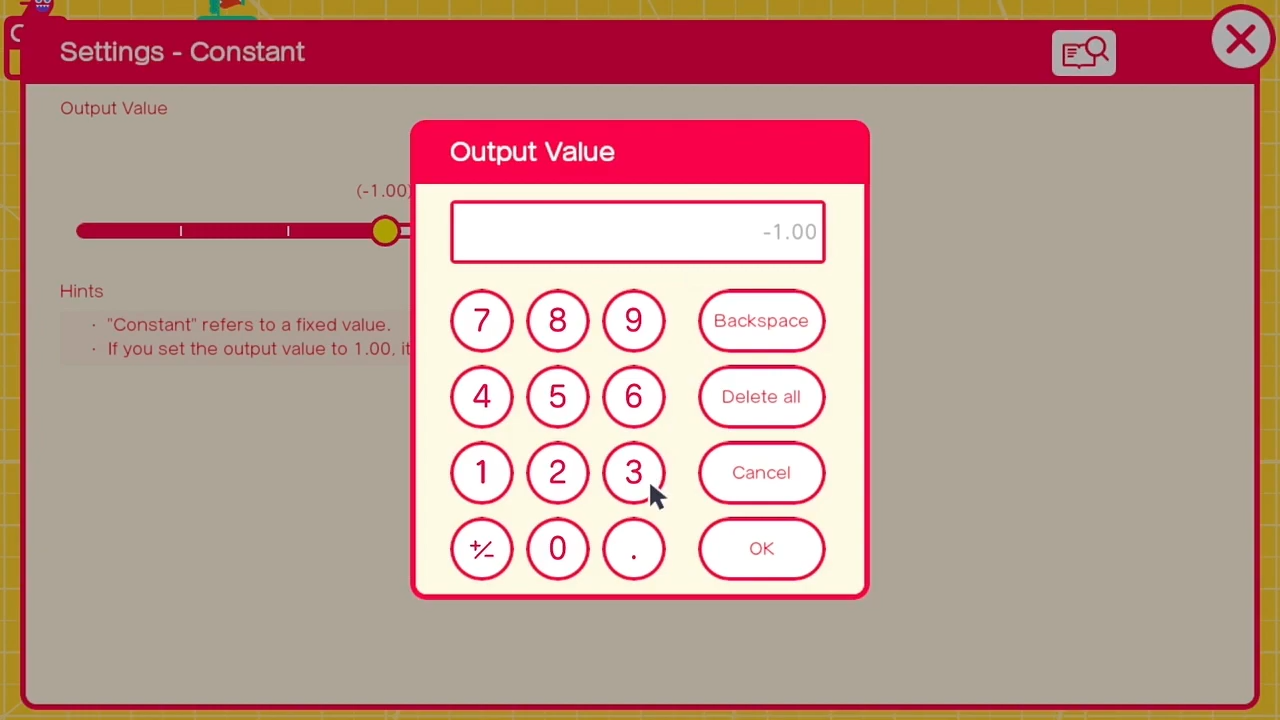 Settings - Constant
Output Value
(-1.00)
Hints
· "Constant" refers to a fixed value.
· If you set the output value to 1.00, it
Output Value
-1.00
7 8 9 Backspace
4 5 6 Delete all
1 2 3 Cancel
+/- 0 . OK